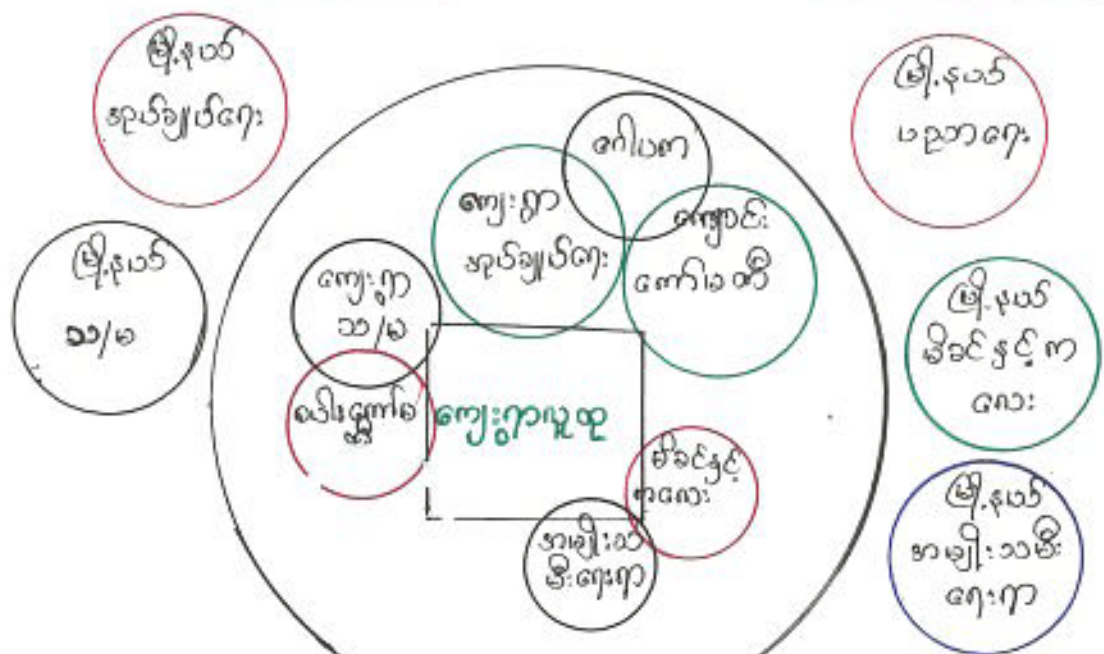 မြို့နယ်
အုပ်ချုပ်ရေး
မြို့နယ်
ပညာရေး
ဂေါပက
ကျေးရွာ
အုပ်ချုပ်ရေး
ကျောင်း
ကော်မတီ
မြို့နယ်
သ/မ
ကျေးရွာ
သ/မ
မြို့နယ်
မိခင်နှင့်က
လေး
ကျေးရွာလူထု
မိခင်နှင့်
ကလေး
အမျိုးသ
မီးရေးရာ
မြို့နယ်
အမျိုးသမီး
ရေးရာ